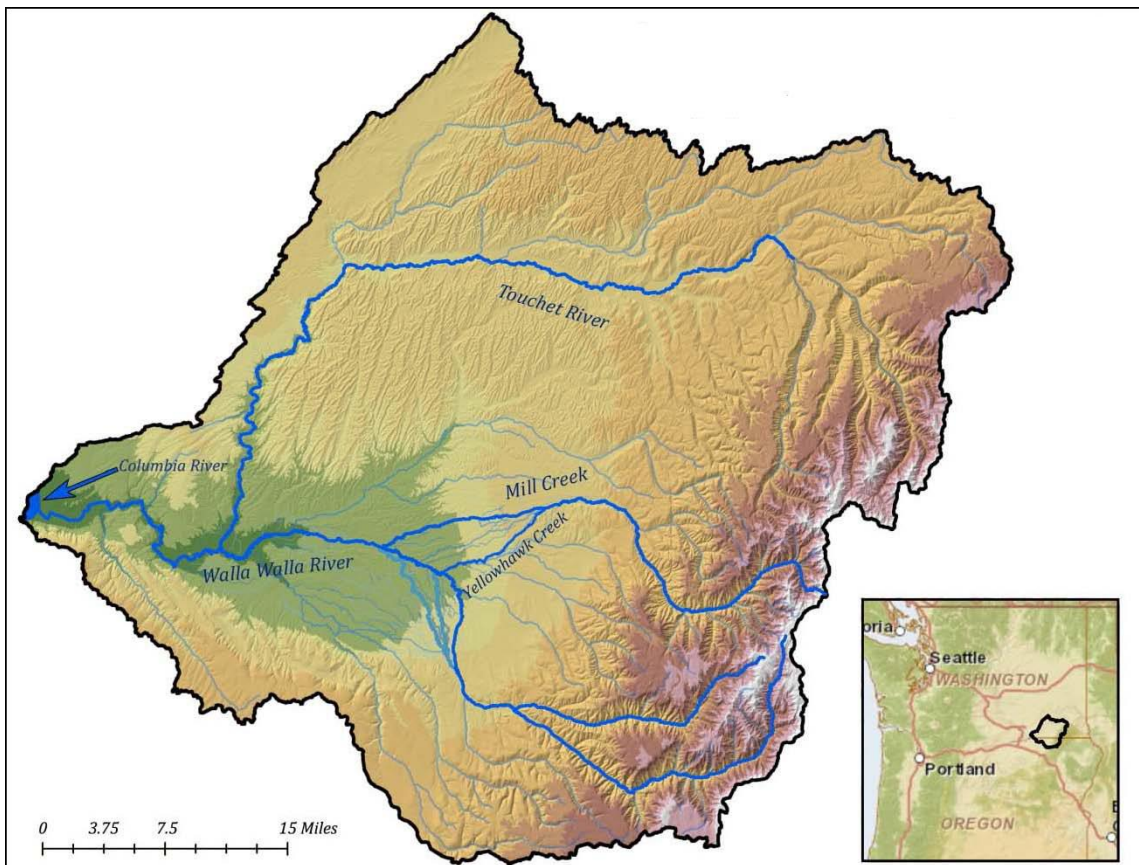 Touchet River
Columbia River
Mill Creek
Yellowhawk Creek
Walla Walla River
0 3.75 7.5 15 Miles
oria
Seattle
WASHINGTON
Portland
OREGON